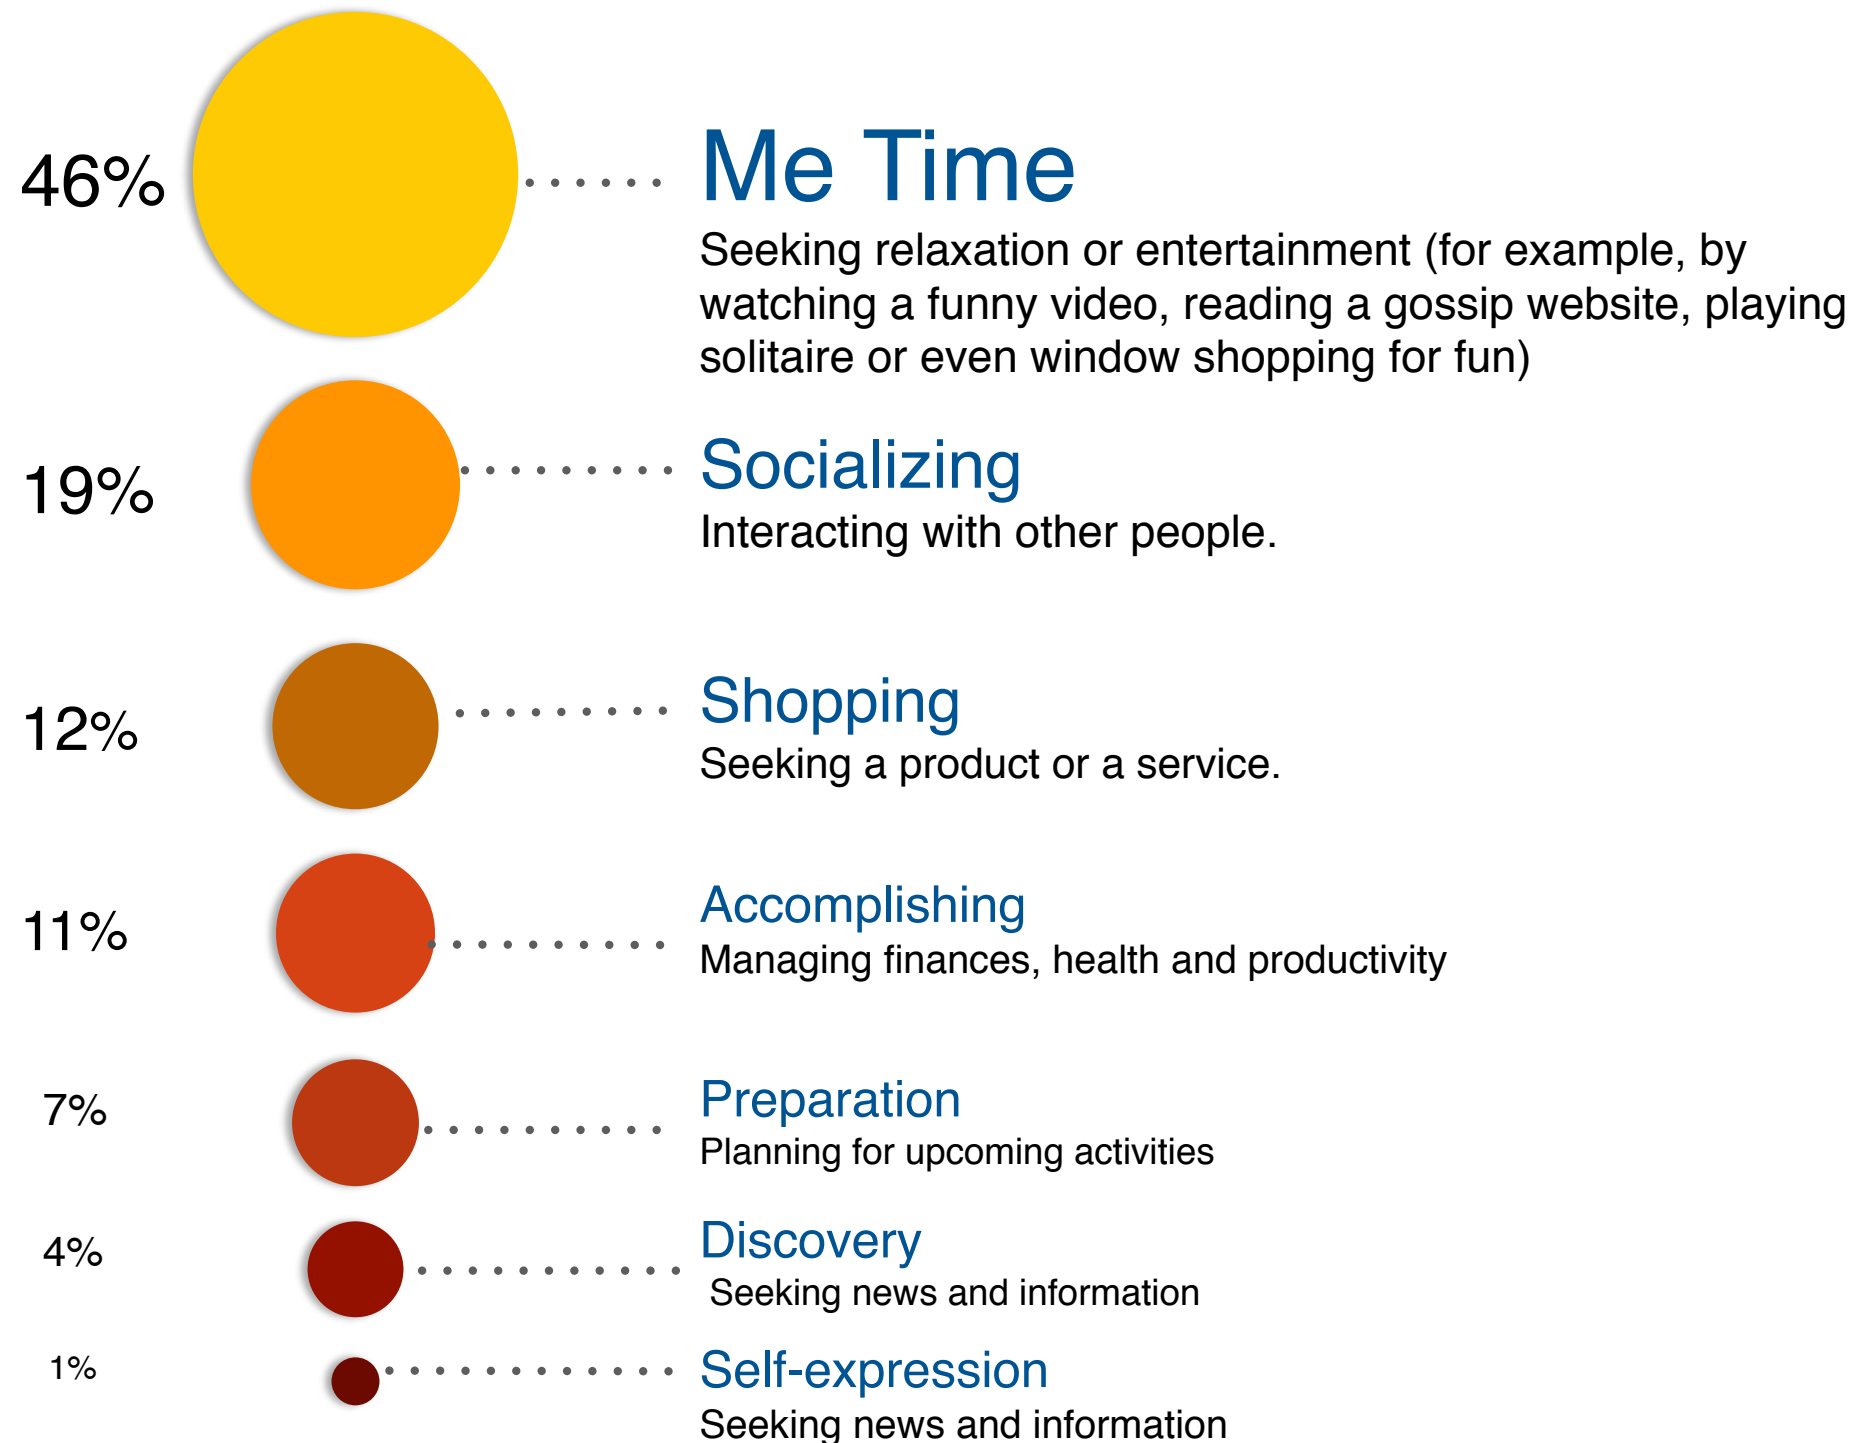 46%
Me Time
Seeking relaxation or entertainment (for example, by
watching a funny video, reading a gossip website, playing
solitaire or even window shopping for fun)
19%
Socializing
Interacting with other people.
12%
Shopping
Seeking a product or a service.
11%
Accomplishing
Managing finances, health and productivity
7%
Preparation
Planning for upcoming activities
4%
Discovery
Seeking news and information
1%
Self-expression
Seeking news and information